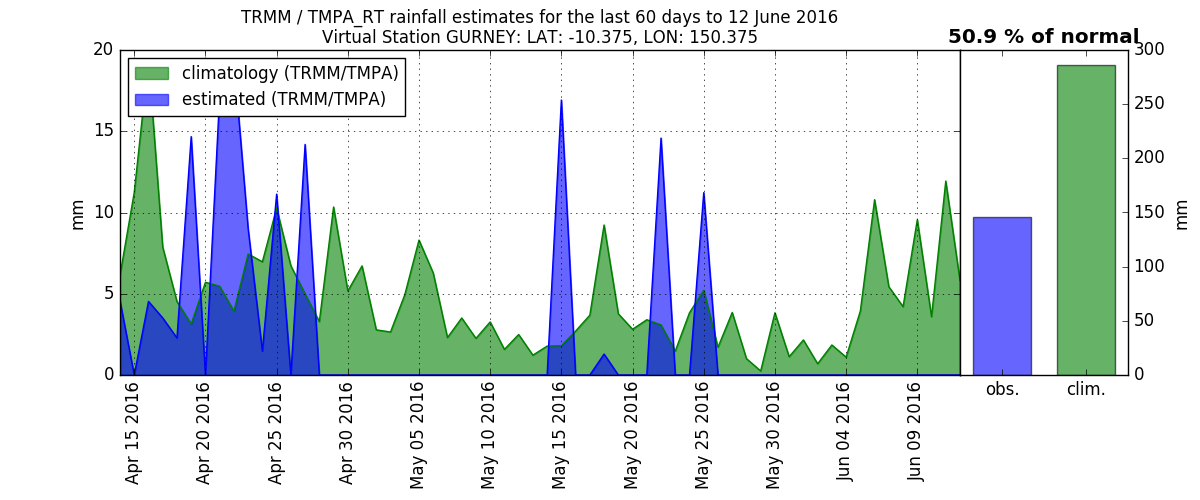 TRMM / TMPA_RT rainfall estimates for the last 60 days to 12 June 2016
Virtual Station GURNEY: LAT: -10.375, LON: 150.375
50.9 % of normal
climatology (TRMM/TMPA)
estimated (TRMM/TMPA)
20
15
10
5
0
mm
Apr 15 2016
Apr 20 2016
Apr 25 2016
Apr 30 2016
May 05 2016
May 10 2016
May 15 2016
May 20 2016
May 25 2016
May 30 2016
Jun 04 2016
Jun 09 2016
obs.
clim.
300
250
200
150
100
50
0
mm